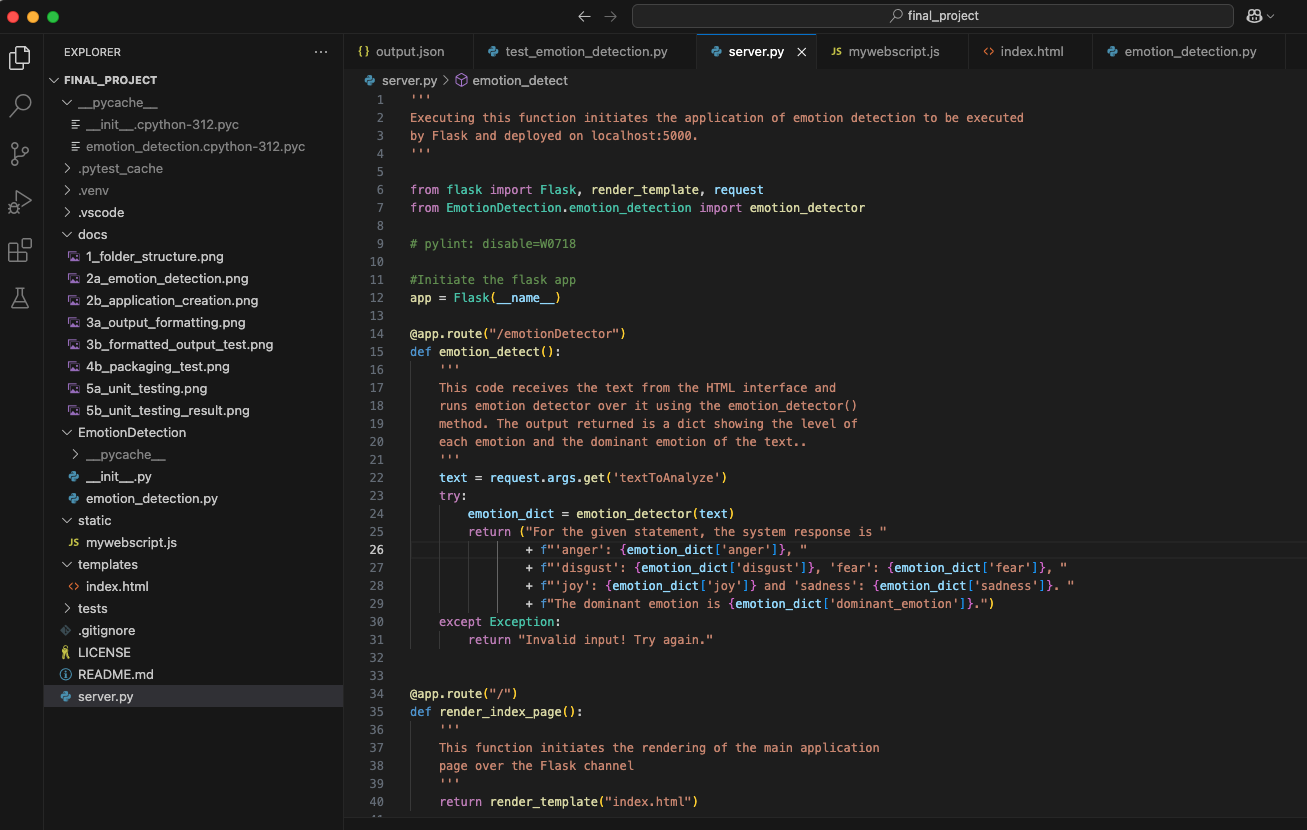 final_project
EXPLORER
FINAL_PROJECT
__pycache__
__init__.cpython-312.pyc
emotion_detection.cpython-312.pyc
.pytest_cache
.venv
.vscode
docs
1_folder_structure.png
2a_emotion_detection.png
2b_application_creation.png
3a_output_formatting.png
3b_formatted_output_test.png
4b_packaging_test.png
5a_unit_testing.png
5b_unit_testing_result.png
EmotionDetection
__pycache__
__init__.py
emotion_detection.py
static
JS mywebscript.js
templates
<> index.html
tests
.gitignore
LICENSE
README.md
server.py
{} output.json
test_emotion_detection.py
server.py
JS mywebscript.js
<> index.html
emotion_detection.py
server.py > emotion_detect
1 '''
2 Executing this function initiates the application of emotion detection to be executed
3 by Flask and deployed on localhost:5000.
4 '''
5
6 from flask import Flask, render_template, request
7 from EmotionDetection.emotion_detection import emotion_detector
8
9 # pylint: disable=W0718
10
11 #Initiate the flask app
12 app = Flask(__name__)
13
14 @app.route("/emotionDetector")
15 def emotion_detect():
16     '''
17     This code receives the text from the HTML interface and
18     runs emotion detector over it using the emotion_detector()
19     method. The output returned is a dict showing the level of
20     each emotion and the dominant emotion of the text..
21     '''
22     text = request.args.get('textToAnalyze')
23     try:
24         emotion_dict = emotion_detector(text)
25         return ("For the given statement, the system response is "
26                 + f"'anger': {emotion_dict['anger']}, "
27                 + f"'disgust': {emotion_dict['disgust']}, 'fear': {emotion_dict['fear']}, "
28                 + f"'joy': {emotion_dict['joy']} and 'sadness': {emotion_dict['sadness']}. "
29                 + f"The dominant emotion is {emotion_dict['dominant_emotion']}.")
30     except Exception:
31         return "Invalid input! Try again."
32
33
34 @app.route("/")
35 def render_index_page():
36     '''
37     This function initiates the rendering of the main application
38     page over the Flask channel
39     '''
40     return render_template("index.html")